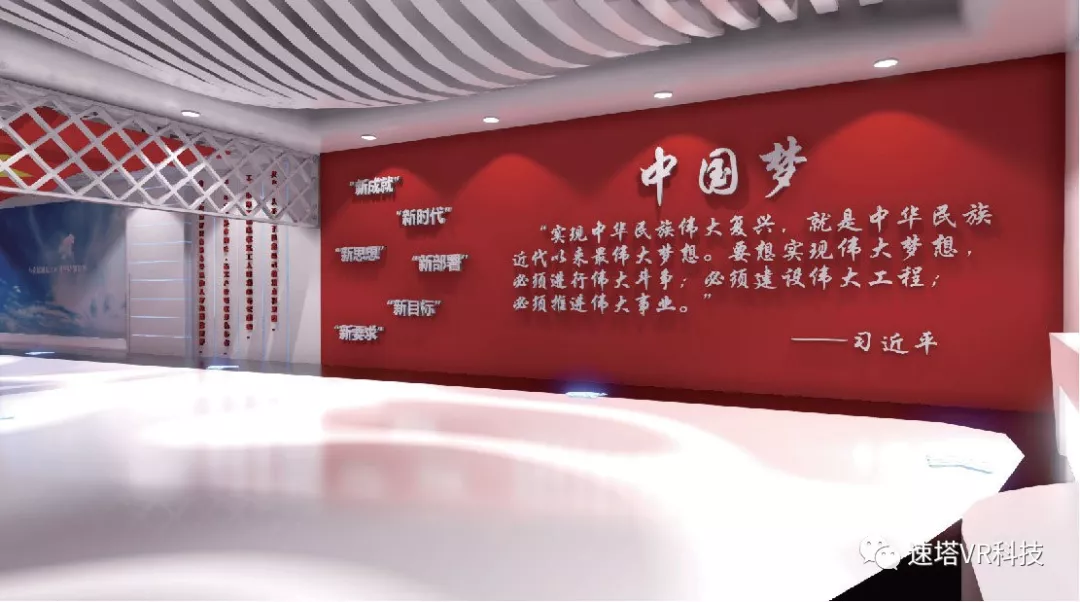 中国梦
“新成就”
“新时代”
“新思想”
“新部署”
“新目标”
“新要求”
“实现中华民族伟大复兴，就是中华民族
近代以来最伟大梦想。要想实现伟大梦想，
必须进行伟大斗争；必须建设伟大工程；
必须推进伟大事业。”
——习近平
速塔VR科技